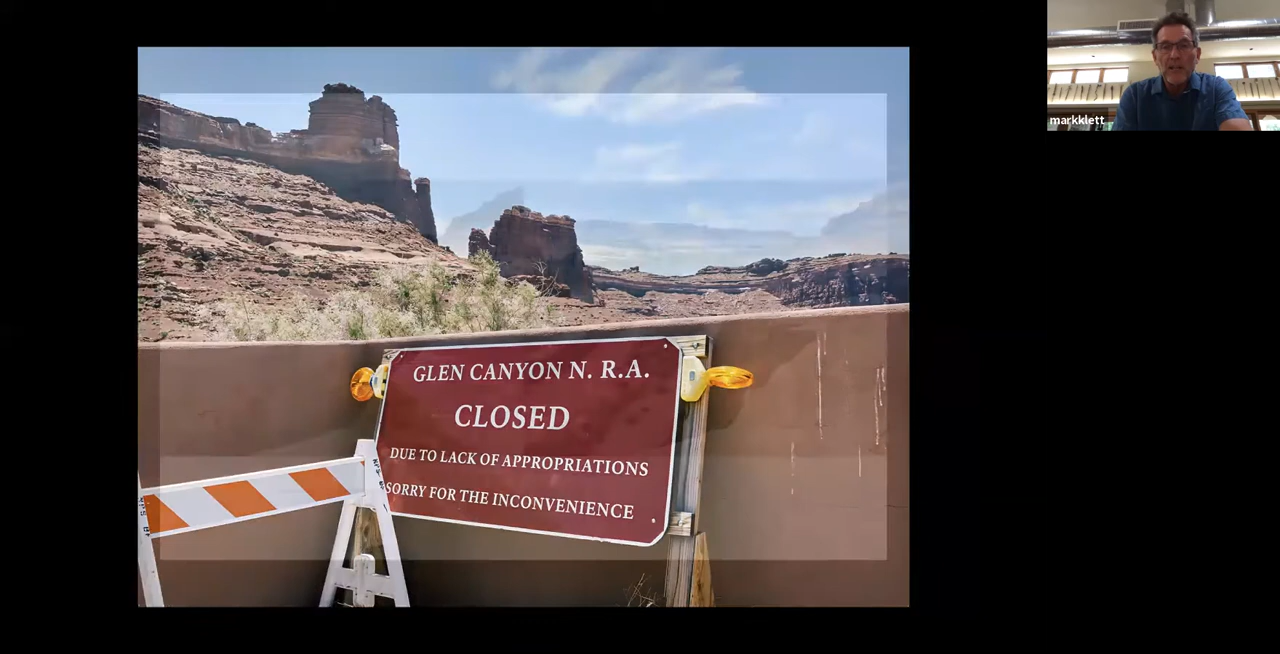 GLEN CANYON N. R.A.
CLOSED
DUE TO LACK OF APPROPRIATIONS
SORRY FOR THE INCONVENIENCE
markklett